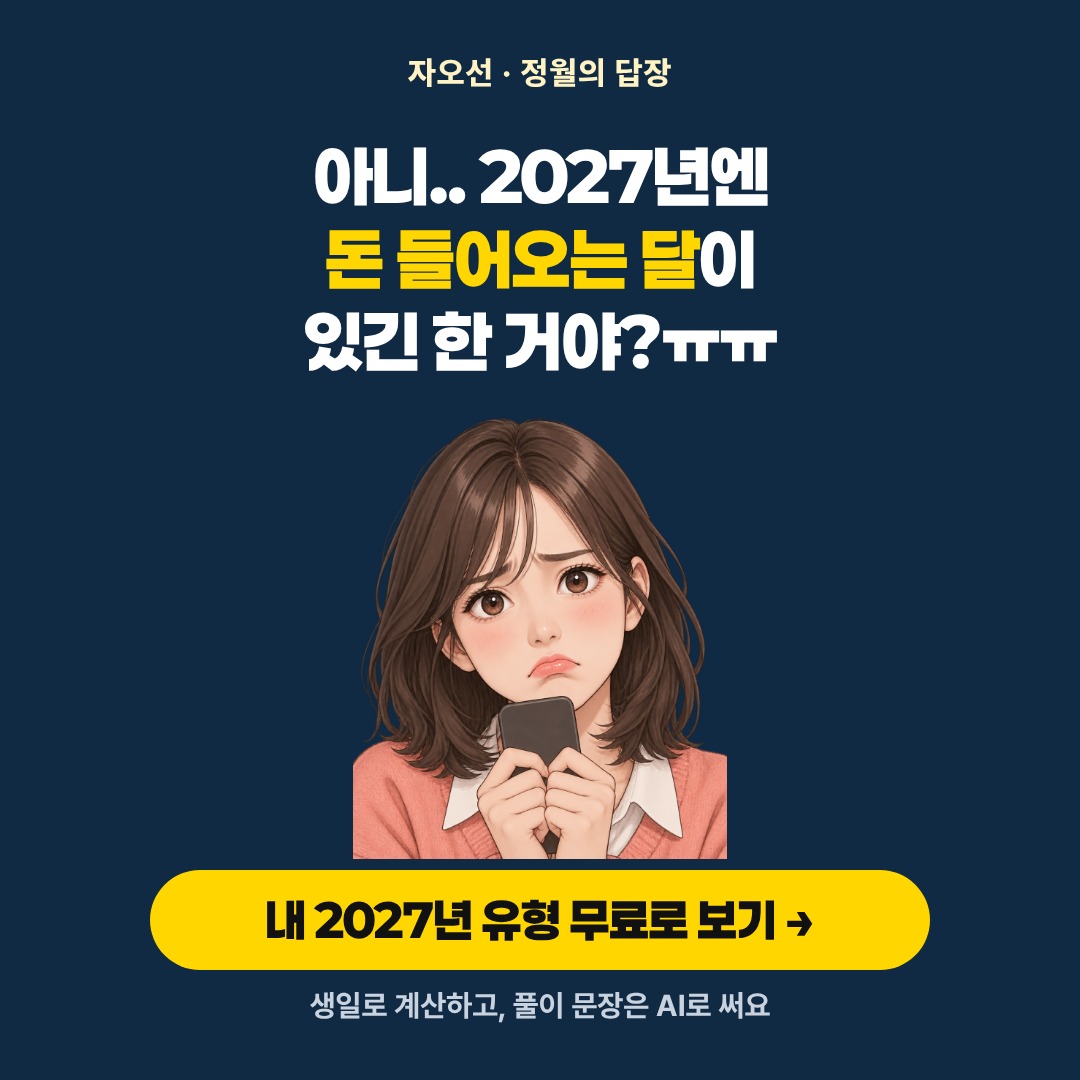 자오선 · 정월의 답장
아니.. 2027년엔
돈 들어오는 달이
있긴 한 거야?ㅠㅠ
내 2027년 유형 무료로 보기 →
생일로 계산하고, 풀이 문장은 AI로 써요